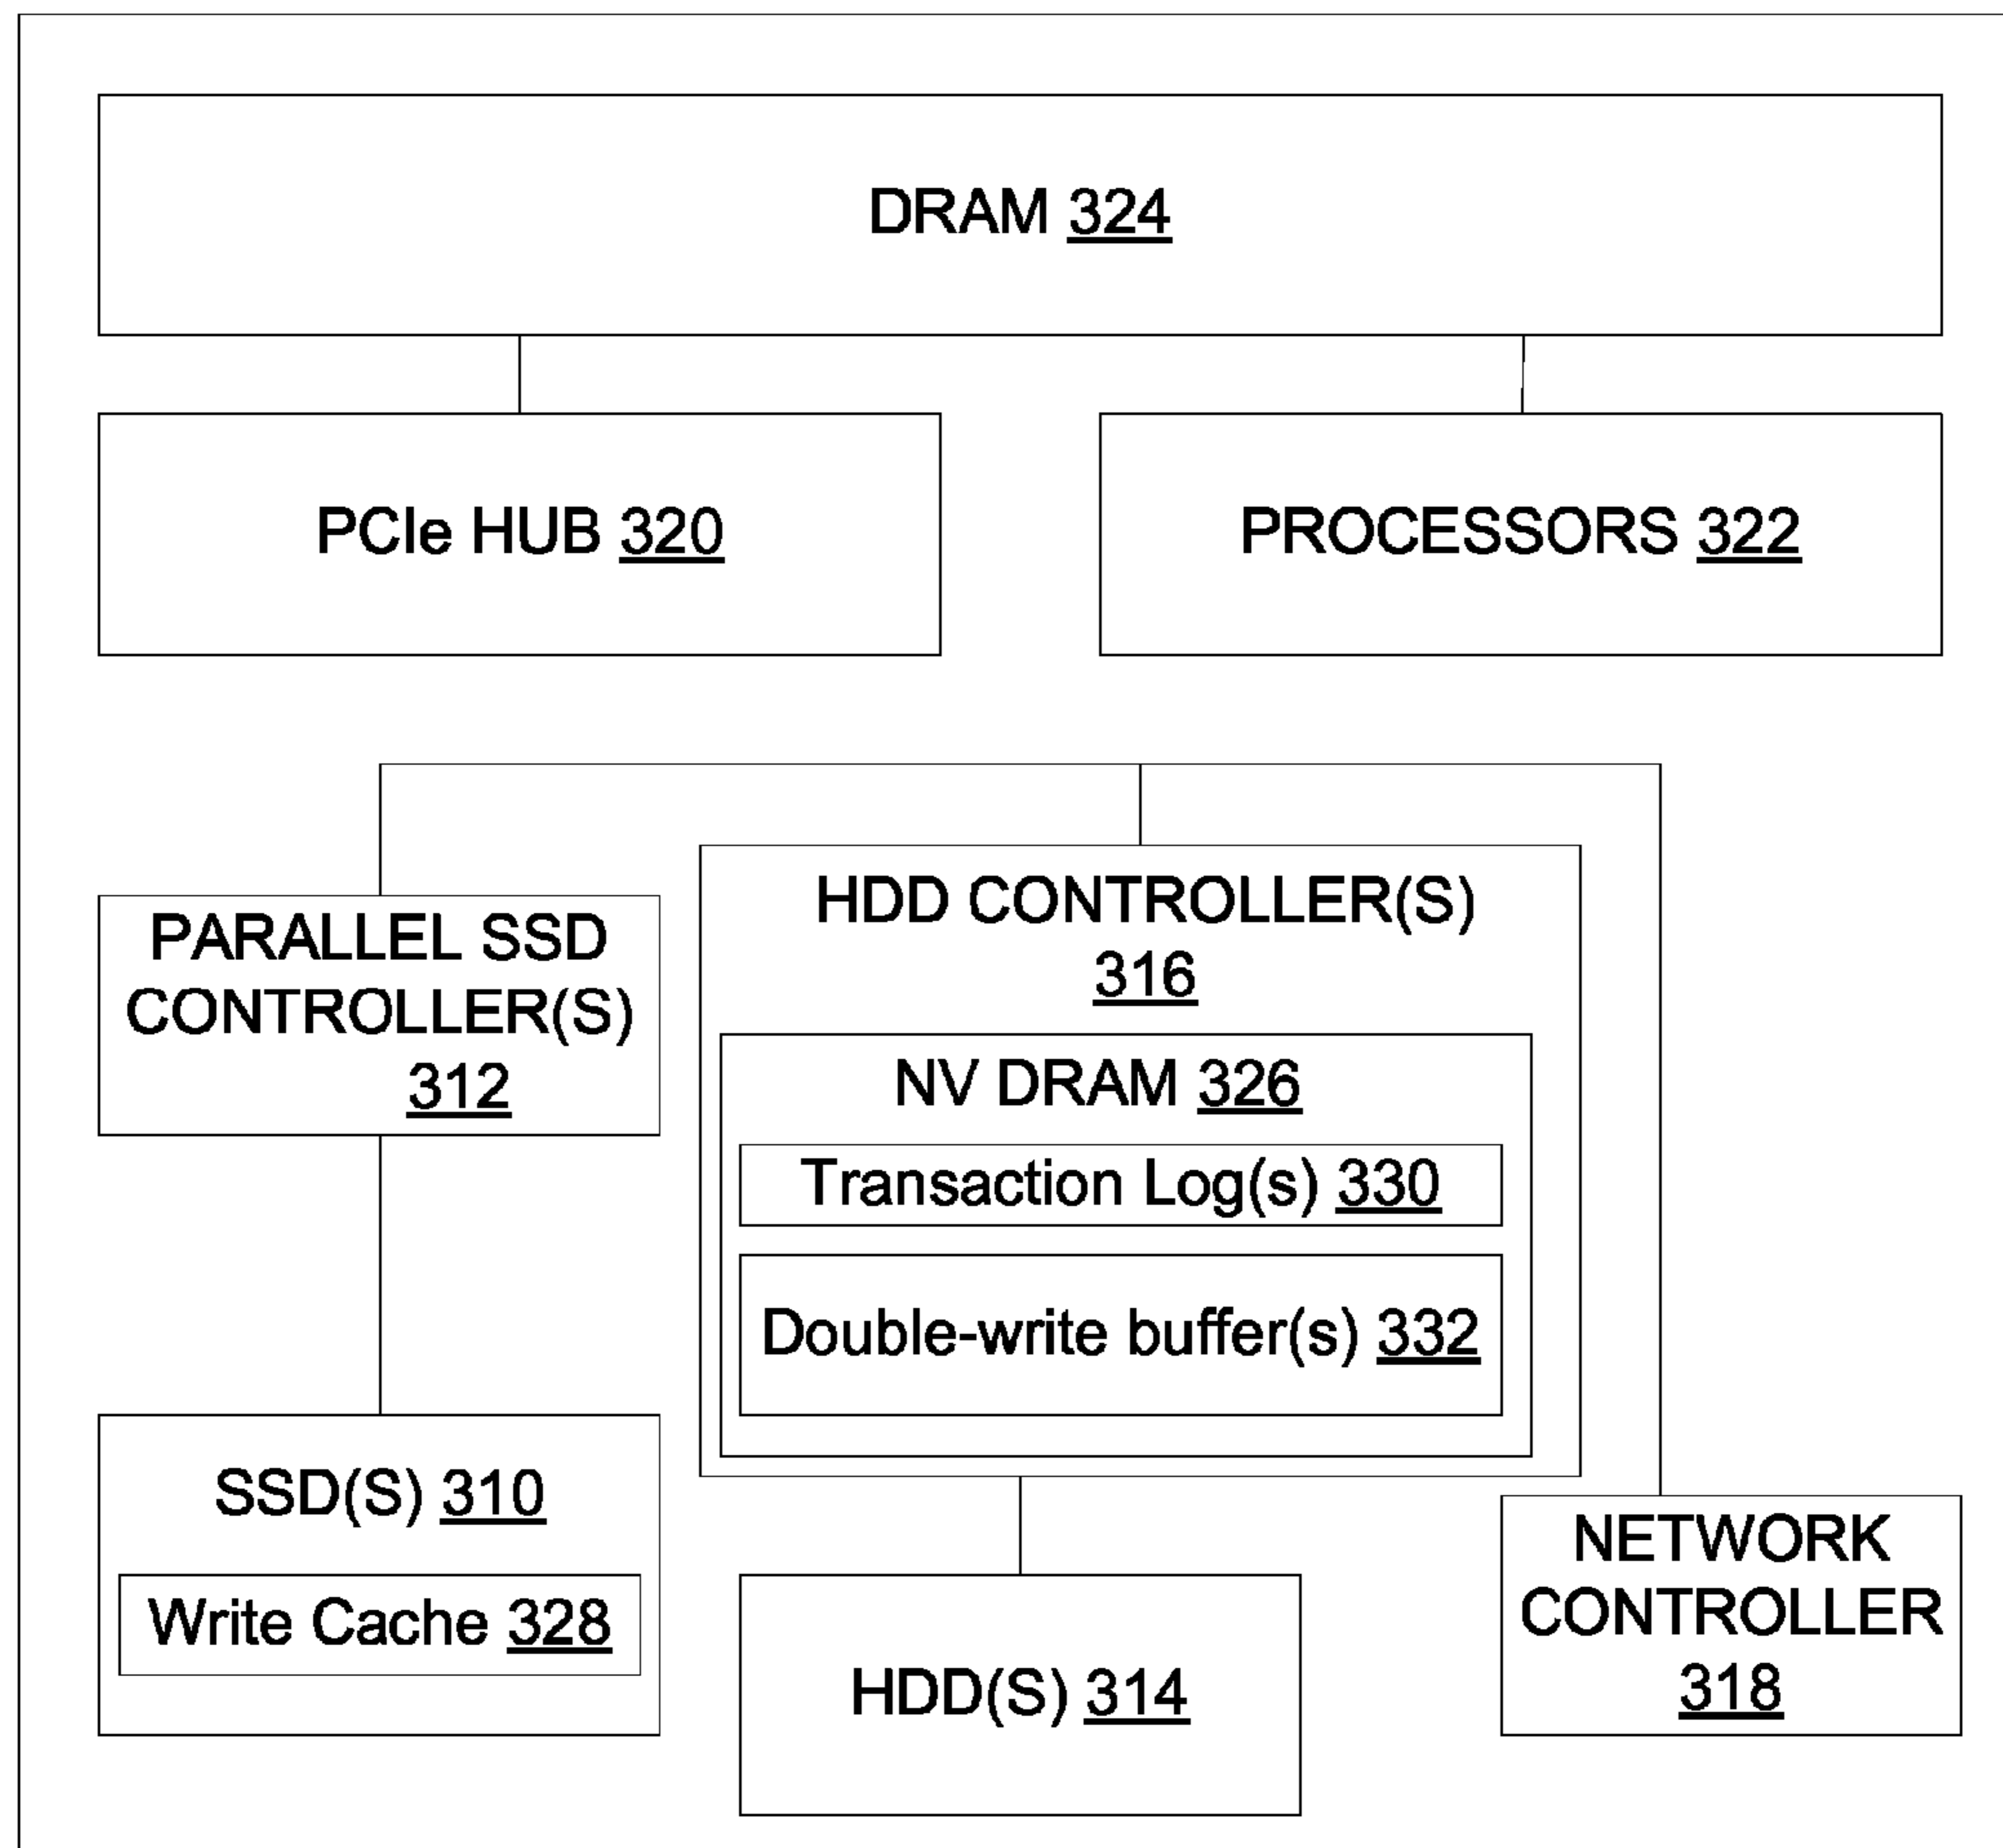 DRAM 324
PCIe HUB 320
PROCESSORS 322
PARALLEL SSD
CONTROLLER(S)
312
HDD CONTROLLER(S)
316
NV DRAM 326
Transaction Log(s) 330
Double-write buffer(s) 332
SSD(S) 310
Write Cache 328
HDD(S) 314
NETWORK
CONTROLLER
318